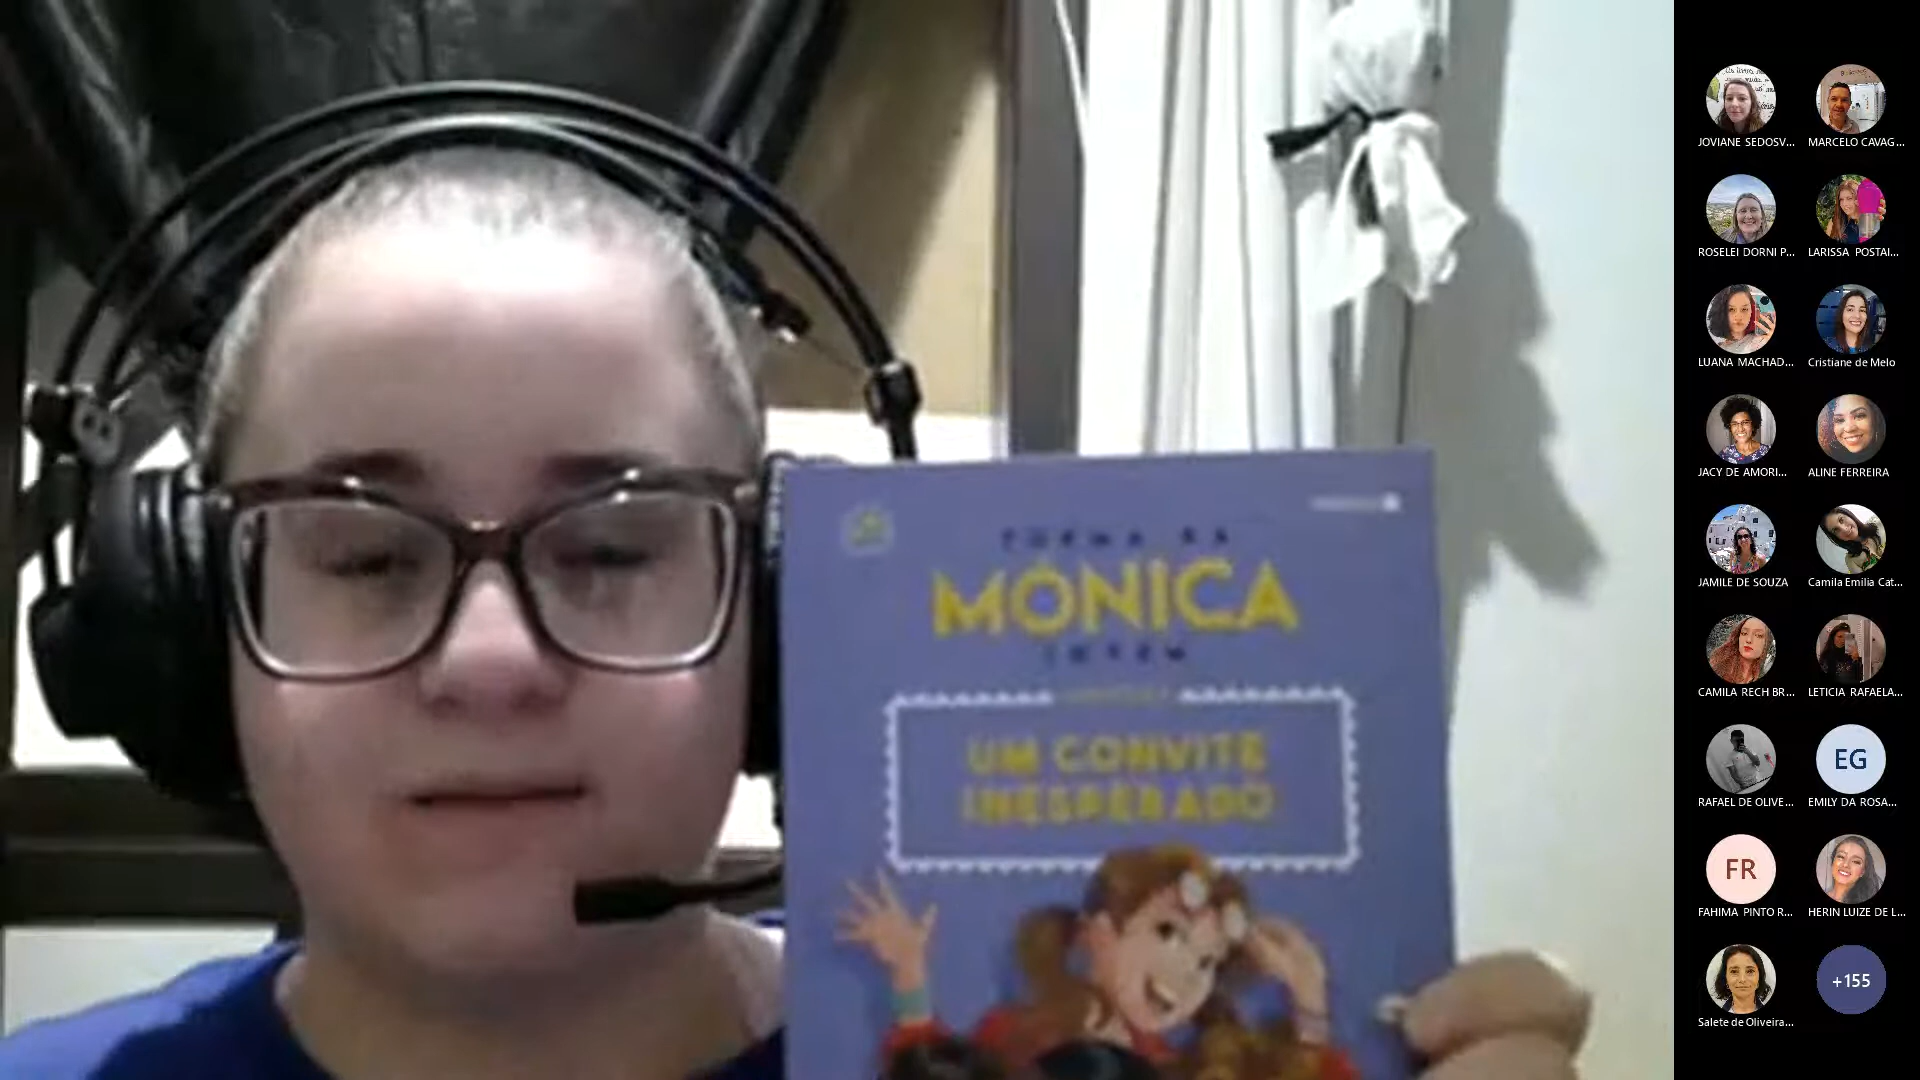 TURMA DA
MÔNICA
JOVEM
UM CONVITE
INESPERADO
JOVIANE SEDOSV...
MARCELO CAVAG...
ROSELEI DORNI P...
LARISSA POSTAI...
LUANA MACHAD...
Cristiane de Melo
JACY DE AMORI...
ALINE FERREIRA
JAMILE DE SOUZA
Camila Emilia Cat...
CAMILA RECH BR...
LETICIA RAFAELA...
RAFAEL DE OLIVE...
EG
EMILY DA ROSA...
FR
FAHIMA PINTO R...
HERIN LUIZE DE L...
Salete de Oliveira...
+155